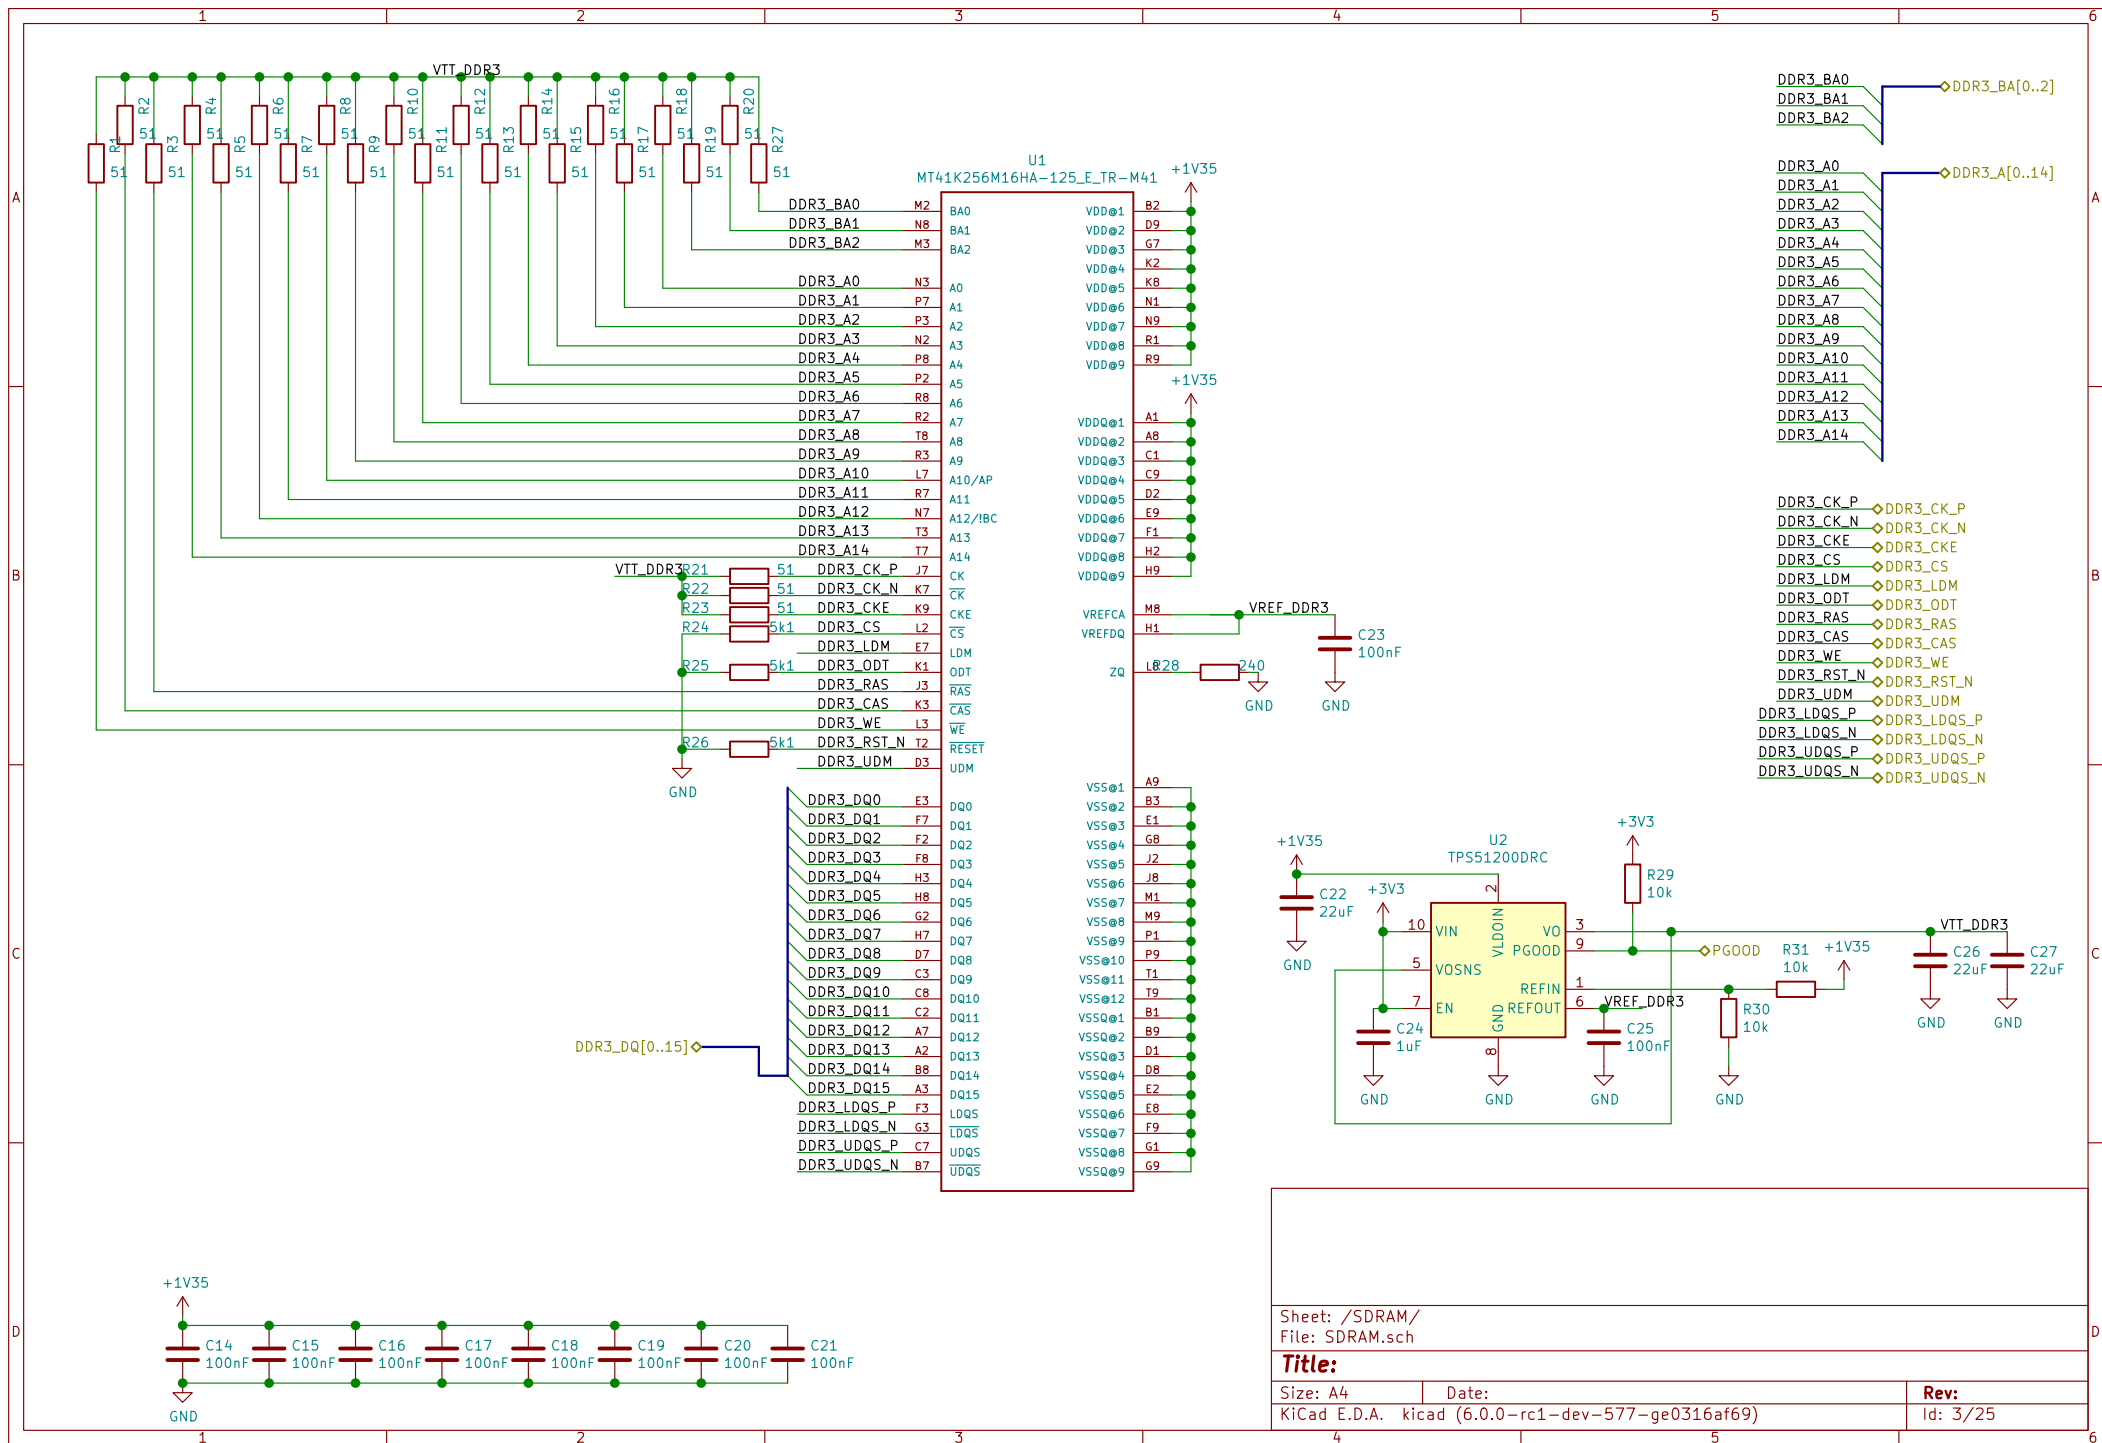 1 2 3 4 5 6
A
B
C
D
VTT_DDR3
R1 51
R2 51
R3 51
R4 51
R5 51
R6 51
R7 51
R8 51
R9 51
R10 51
R11 51
R12 51
R13 51
R14 51
R15 51
R16 51
R17 51
R18 51
R19 51
R20 51
R27 51
U1
MT41K256M16HA-125_E_TR-M41
DDR3_BA0 M2 BA0
DDR3_BA1 N8 BA1
DDR3_BA2 M3 BA2
DDR3_A0 N3 A0
DDR3_A1 P7 A1
DDR3_A2 P3 A2
DDR3_A3 N2 A3
DDR3_A4 P8 A4
DDR3_A5 P2 A5
DDR3_A6 R8 A6
DDR3_A7 R2 A7
DDR3_A8 T8 A8
DDR3_A9 R3 A9
DDR3_A10 L7 A10/AP
DDR3_A11 R7 A11
DDR3_A12 N7 A12/!BC
DDR3_A13 T3 A13
DDR3_A14 T7 A14
VTT_DDR3 R21 51 DDR3_CK_P J7 CK
R22 51 DDR3_CK_N K7 CK
R23 51 DDR3_CKE K9 CKE
R24 5k1 DDR3_CS L2 CS
DDR3_LDM E7 LDM
R25 5k1 DDR3_ODT K1 ODT
DDR3_RAS J3 RAS
DDR3_CAS K3 CAS
DDR3_WE L3 WE
R26 5k1 DDR3_RST_N T2 RESET
DDR3_UDM D3 UDM
GND
DDR3_DQ0 E3 DQ0
DDR3_DQ1 F7 DQ1
DDR3_DQ2 F2 DQ2
DDR3_DQ3 F8 DQ3
DDR3_DQ4 H3 DQ4
DDR3_DQ5 H8 DQ5
DDR3_DQ6 G2 DQ6
DDR3_DQ7 H7 DQ7
DDR3_DQ8 D7 DQ8
DDR3_DQ9 C3 DQ9
DDR3_DQ10 C8 DQ10
DDR3_DQ11 C2 DQ11
DDR3_DQ12 A7 DQ12
DDR3_DQ13 A2 DQ13
DDR3_DQ14 B8 DQ14
DDR3_DQ15 A3 DQ15
DDR3_DQ[0..15]
DDR3_LDQS_P F3 LDQS
DDR3_LDQS_N G3 LDQS
DDR3_UDQS_P C7 UDQS
DDR3_UDQS_N B7 UDQS
+1V35
VDD@1 B2
VDD@2 D9
VDD@3 G7
VDD@4 K2
VDD@5 K8
VDD@6 N1
VDD@7 N9
VDD@8 R1
VDD@9 R9
+1V35
VDDQ@1 A1
VDDQ@2 A8
VDDQ@3 C1
VDDQ@4 C9
VDDQ@5 D2
VDDQ@6 E9
VDDQ@7 F1
VDDQ@8 H2
VDDQ@9 H9
VREFCA M8 VREF_DDR3
VREFDQ H1
C23
100nF
ZQ L8 R28 240
GND GND
VSS@1 A9
VSS@2 B3
VSS@3 E1
VSS@4 G8
VSS@5 J2
VSS@6 J8
VSS@7 M1
VSS@8 M9
VSS@9 P1
VSS@10 P9
VSS@11 T1
VSS@12 T9
VSSQ@1 B1
VSSQ@2 B9
VSSQ@3 D1
VSSQ@4 D8
VSSQ@5 E2
VSSQ@6 E8
VSSQ@7 F9
VSSQ@8 G1
VSSQ@9 G9
DDR3_BA0
DDR3_BA1
DDR3_BA2
DDR3_BA[0..2]
DDR3_A0
DDR3_A1
DDR3_A2
DDR3_A3
DDR3_A4
DDR3_A5
DDR3_A6
DDR3_A7
DDR3_A8
DDR3_A9
DDR3_A10
DDR3_A11
DDR3_A12
DDR3_A13
DDR3_A14
DDR3_A[0..14]
DDR3_CK_P DDR3_CK_P
DDR3_CK_N DDR3_CK_N
DDR3_CKE DDR3_CKE
DDR3_CS DDR3_CS
DDR3_LDM DDR3_LDM
DDR3_ODT DDR3_ODT
DDR3_RAS DDR3_RAS
DDR3_CAS DDR3_CAS
DDR3_WE DDR3_WE
DDR3_RST_N DDR3_RST_N
DDR3_UDM DDR3_UDM
DDR3_LDQS_P DDR3_LDQS_P
DDR3_LDQS_N DDR3_LDQS_N
DDR3_UDQS_P DDR3_UDQS_P
DDR3_UDQS_N DDR3_UDQS_N
+1V35
C22
22uF
GND
+3V3
U2
TPS51200DRC
2 VLDOIN
10 VIN
5 VOSNS
7 EN
8 GND
VO 3
PGOOD 9
REFIN 1
REFOUT 6
+3V3
R29
10k
PGOOD
VREF_DDR3
C24
1uF
GND
GND
C25
100nF
GND
R30
10k
GND
R31
10k
+1V35
VTT_DDR3
C26
22uF
GND
C27
22uF
GND
+1V35
C14
100nF
C15
100nF
C16
100nF
C17
100nF
C18
100nF
C19
100nF
C20
100nF
C21
100nF
GND
Sheet: /SDRAM/
File: SDRAM.sch
Title:
Size: A4 Date: Rev:
KiCad E.D.A. kicad (6.0.0-rc1-dev-577-ge0316af69) Id: 3/25
A
B
C
D
1 2 3 4 5 6